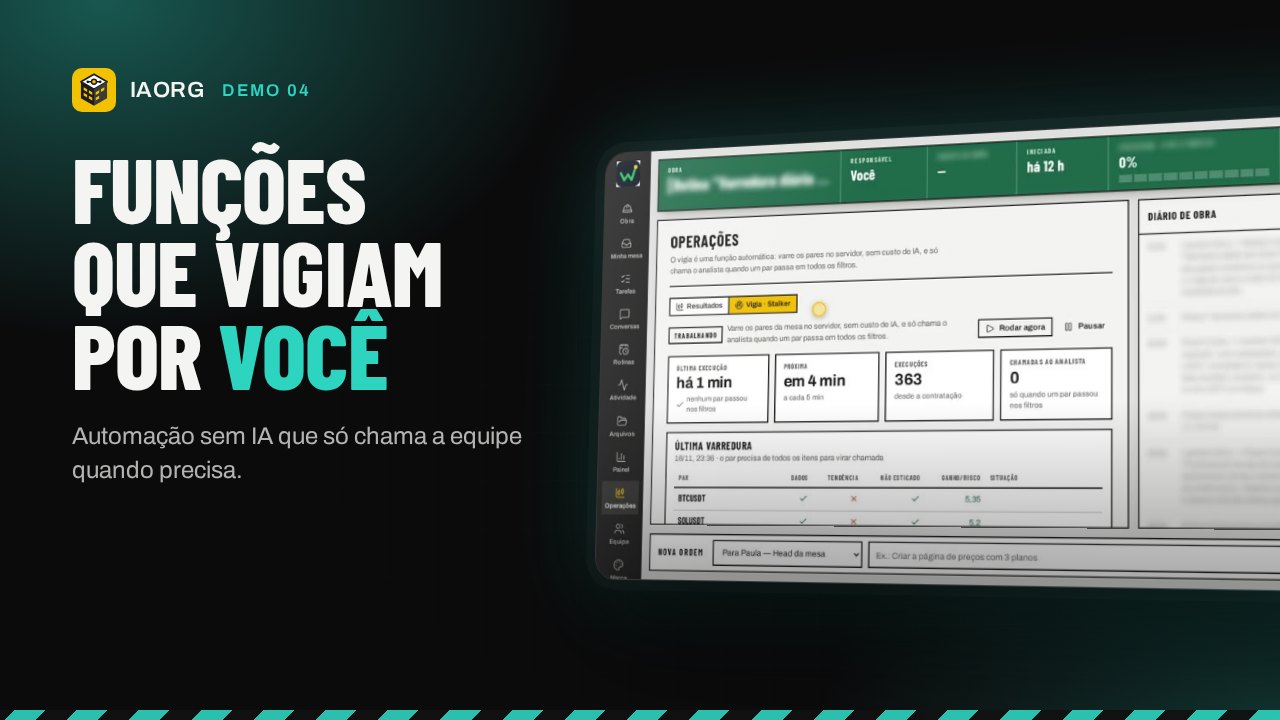 IAORG DEMO 04
FUNÇÕES
QUE VIGIAM
POR VOCÊ
Automação sem IA que só chama a equipe
quando precisa.
OBRA
RESPONSÁVEL
Você
—
INICIADA
há 12 h
0%
Obra
Minha mesa
Tarefas
Conversas
Rotinas
Atividade
Arquivos
Painel
Operações
Equipe
Marca
OPERAÇÕES
O vigia é uma função automática: varre os pares no servidor, sem custo de IA, e só
chama o analista quando um par passa em todos os filtros.
Resultados
Vigia · Stalker
TRABALHANDO
Varre os pares da mesa no servidor, sem custo de IA, e só chama o
analista quando um par passa em todos os filtros.
Rodar agora
Pausar
ÚLTIMA EXECUÇÃO
há 1 min
nenhum par passou
nos filtros
PRÓXIMA
em 4 min
a cada 5 min
EXECUÇÕES
363
desde a contratação
CHAMADAS AO ANALISTA
0
só quando um par passou
nos filtros
ÚLTIMA VARREDURA
16/11, 23:36 · o par precisa de todos os itens para virar chamada
PAR DADOS TENDÊNCIA NÃO ESTICADO GANHO/RISCO SITUAÇÃO
BTCUSDT ✓ ✕ ✓ 5,35
SOLUSDT ✓ ✕ ✓ 5,2
DIÁRIO DE OBRA
NOVA ORDEM
Para Paula — Head da mesa
Ex.: Criar a página de preços com 3 planos